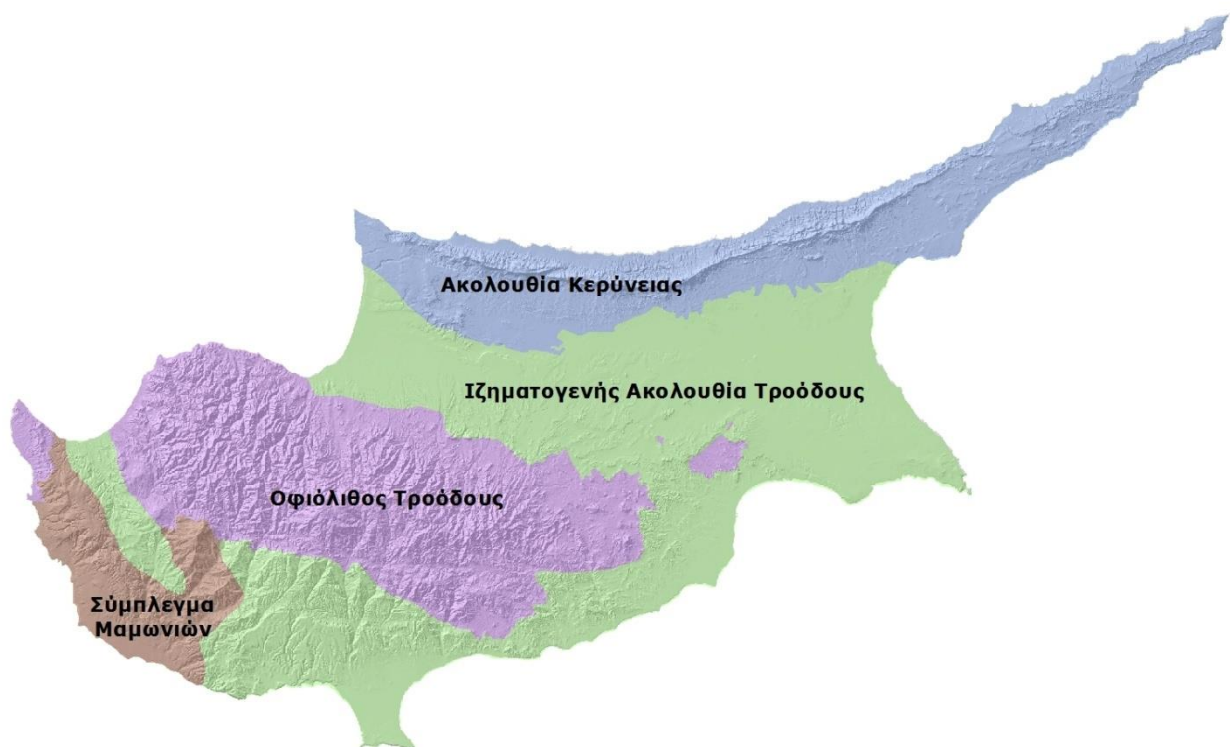 Ακολουθία Κερύνειας
Ιζηματογενής Ακολουθία Τροόδους
Οφιόλιθος Τροόδους
Σύμπλεγμα
Μαμωνιών